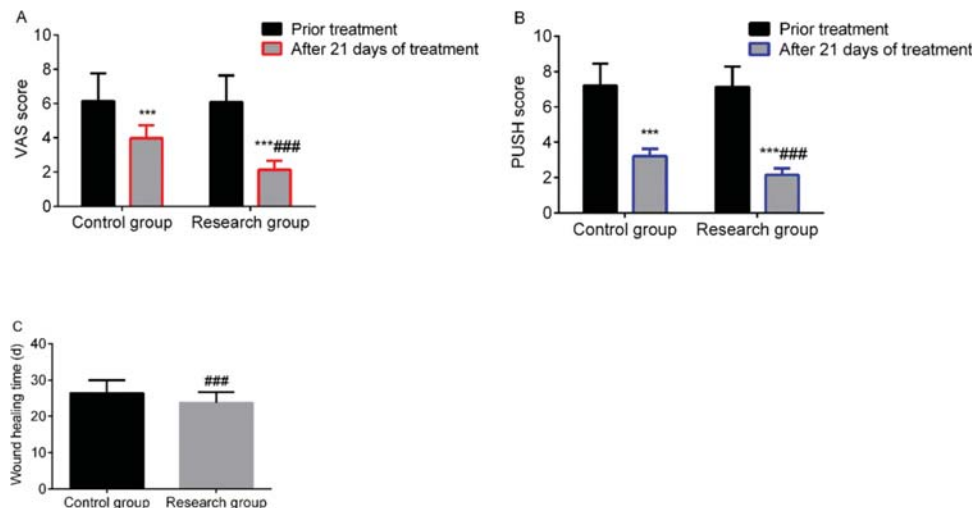 A
Prior treatment
After 21 days of treatment
VAS score
10
8
6
4
2
0
***
***###
Control group
Research group
B
Prior treatment
After 21 days of treatment
PUSH score
10
8
6
4
2
0
***
***###
Control group
Research group
C
Wound healing time (d)
40
30
20
10
0
###
Control group
Research group